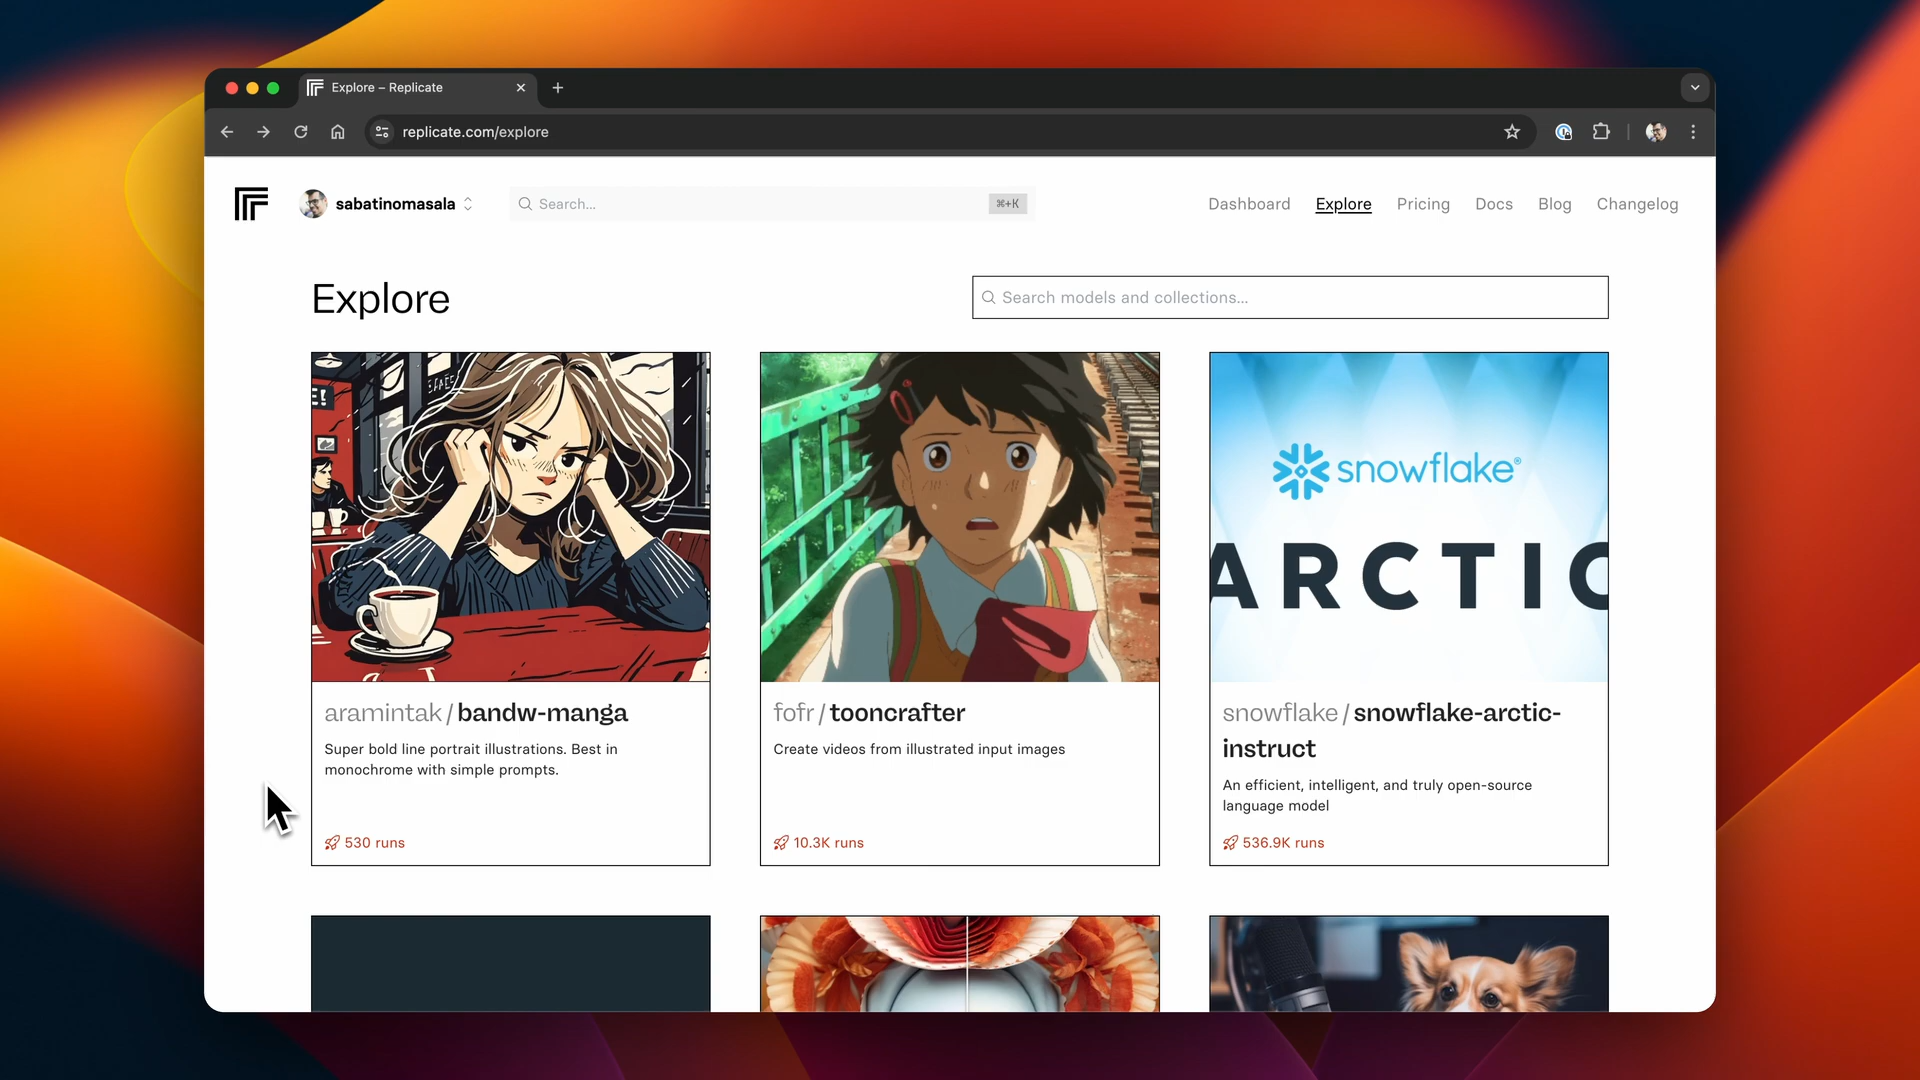 Explore – Replicate
replicate.com/explore
sabatinomasala
Search...
⌘+K
Dashboard
Explore
Pricing
Docs
Blog
Changelog
Explore
Search models and collections...
E!
snowflake®
ARCTIC
aramintak / bandw-manga
Super bold line portrait illustrations. Best in
monochrome with simple prompts.
530 runs
fofr / tooncrafter
Create videos from illustrated input images
10.3K runs
snowflake / snowflake-arctic-
instruct
An efficient, intelligent, and truly open-source
language model
536.9K runs